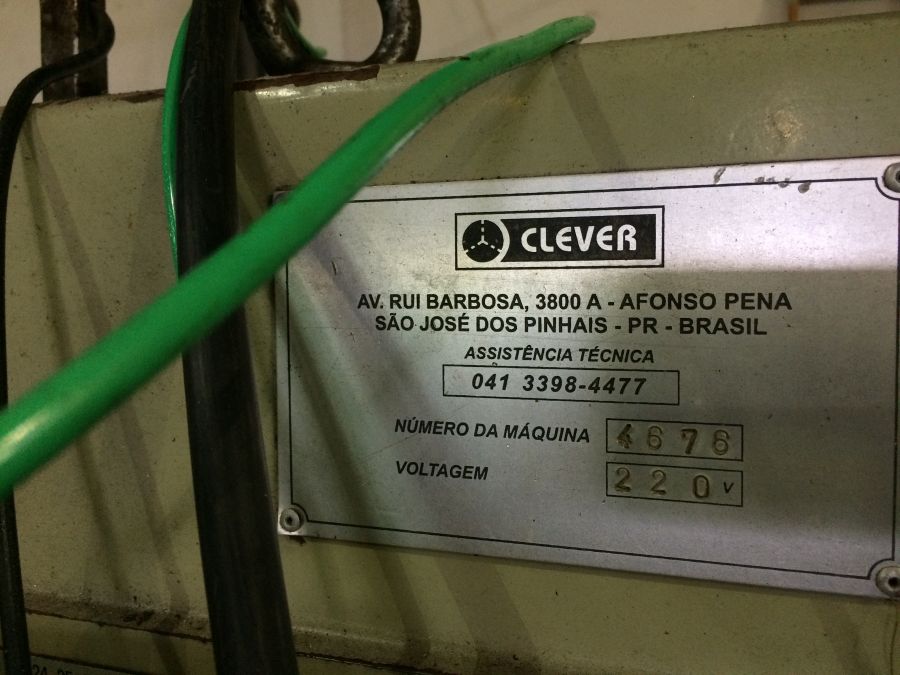 CLEVER
AV. RUI BARBOSA, 3800 A - AFONSO PENA
SÃO JOSÉ DOS PINHAIS - PR - BRASIL
ASSISTÊNCIA TÉCNICA
041 3398-4477
NÚMERO DA MÁQUINA 4676
VOLTAGEM 220 V